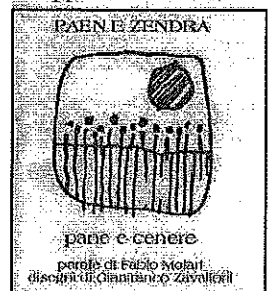 PAEN E ZENDRA
pane e cenere
parole di Fabio Molari
disegni di Gianfranco Zavalloni